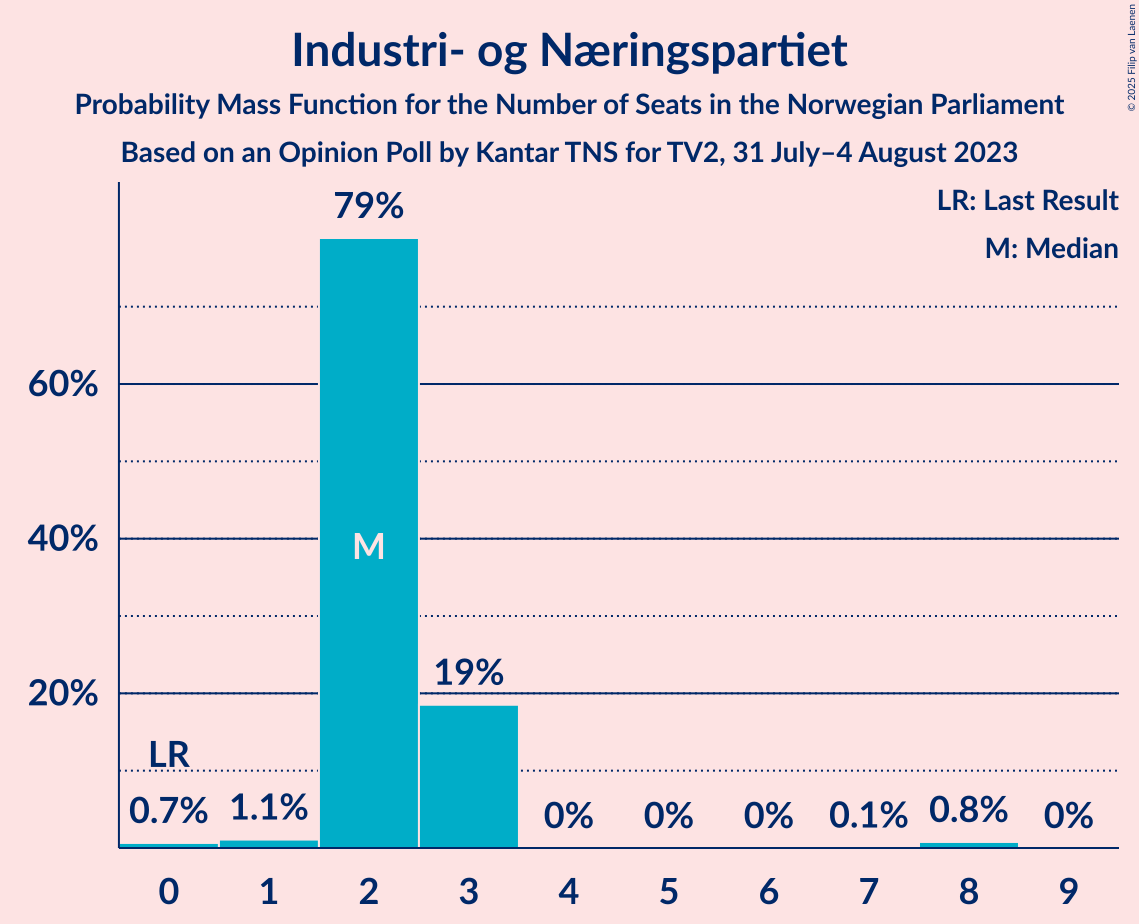 Industri- og Næringspartiet
Probability Mass Function for the Number of Seats in the Norwegian Parliament
Based on an Opinion Poll by Kantar TNS for TV2, 31 July–4 August 2023
© 2025 Filip van Laenen
LR: Last Result
M: Median
79%
60%
40%
M
19%
20%
LR
0.7% 1.1% 0% 0% 0% 0.1% 0.8% 0%
0 1 2 3 4 5 6 7 8 9